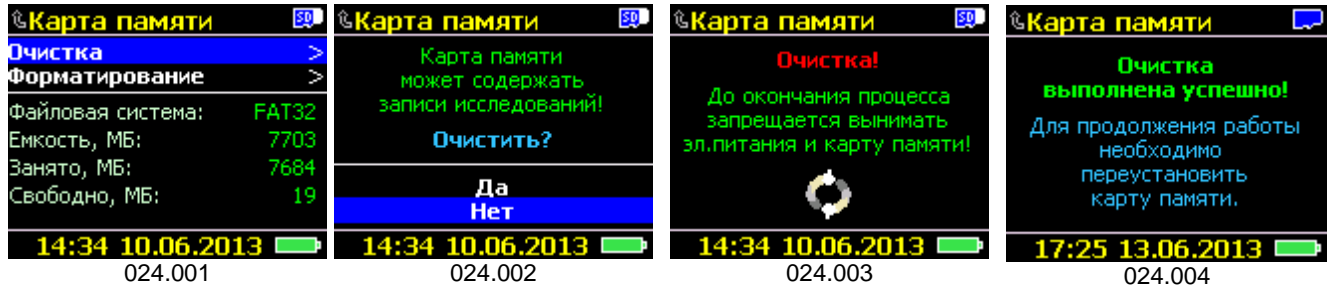 Карта памяти SD
Очистка >
Форматирование >
Файловая система: FAT32
Емкость, МБ: 7703
Занято, МБ: 7684
Свободно, МБ: 19
14:34 10.06.2013
024.001
Карта памяти SD
Карта памяти
может содержать
записи исследований!
Очистить?
Да
Нет
14:34 10.06.2013
024.002
Карта памяти SD
Очистка!
До окончания процесса
запрещается вынимать
эл.питания и карту памяти!
14:34 10.06.2013
024.003
Карта памяти
Очистка
выполнена успешно!
Для продолжения работы
необходимо
переустановить
карту памяти.
17:25 13.06.2013
024.004